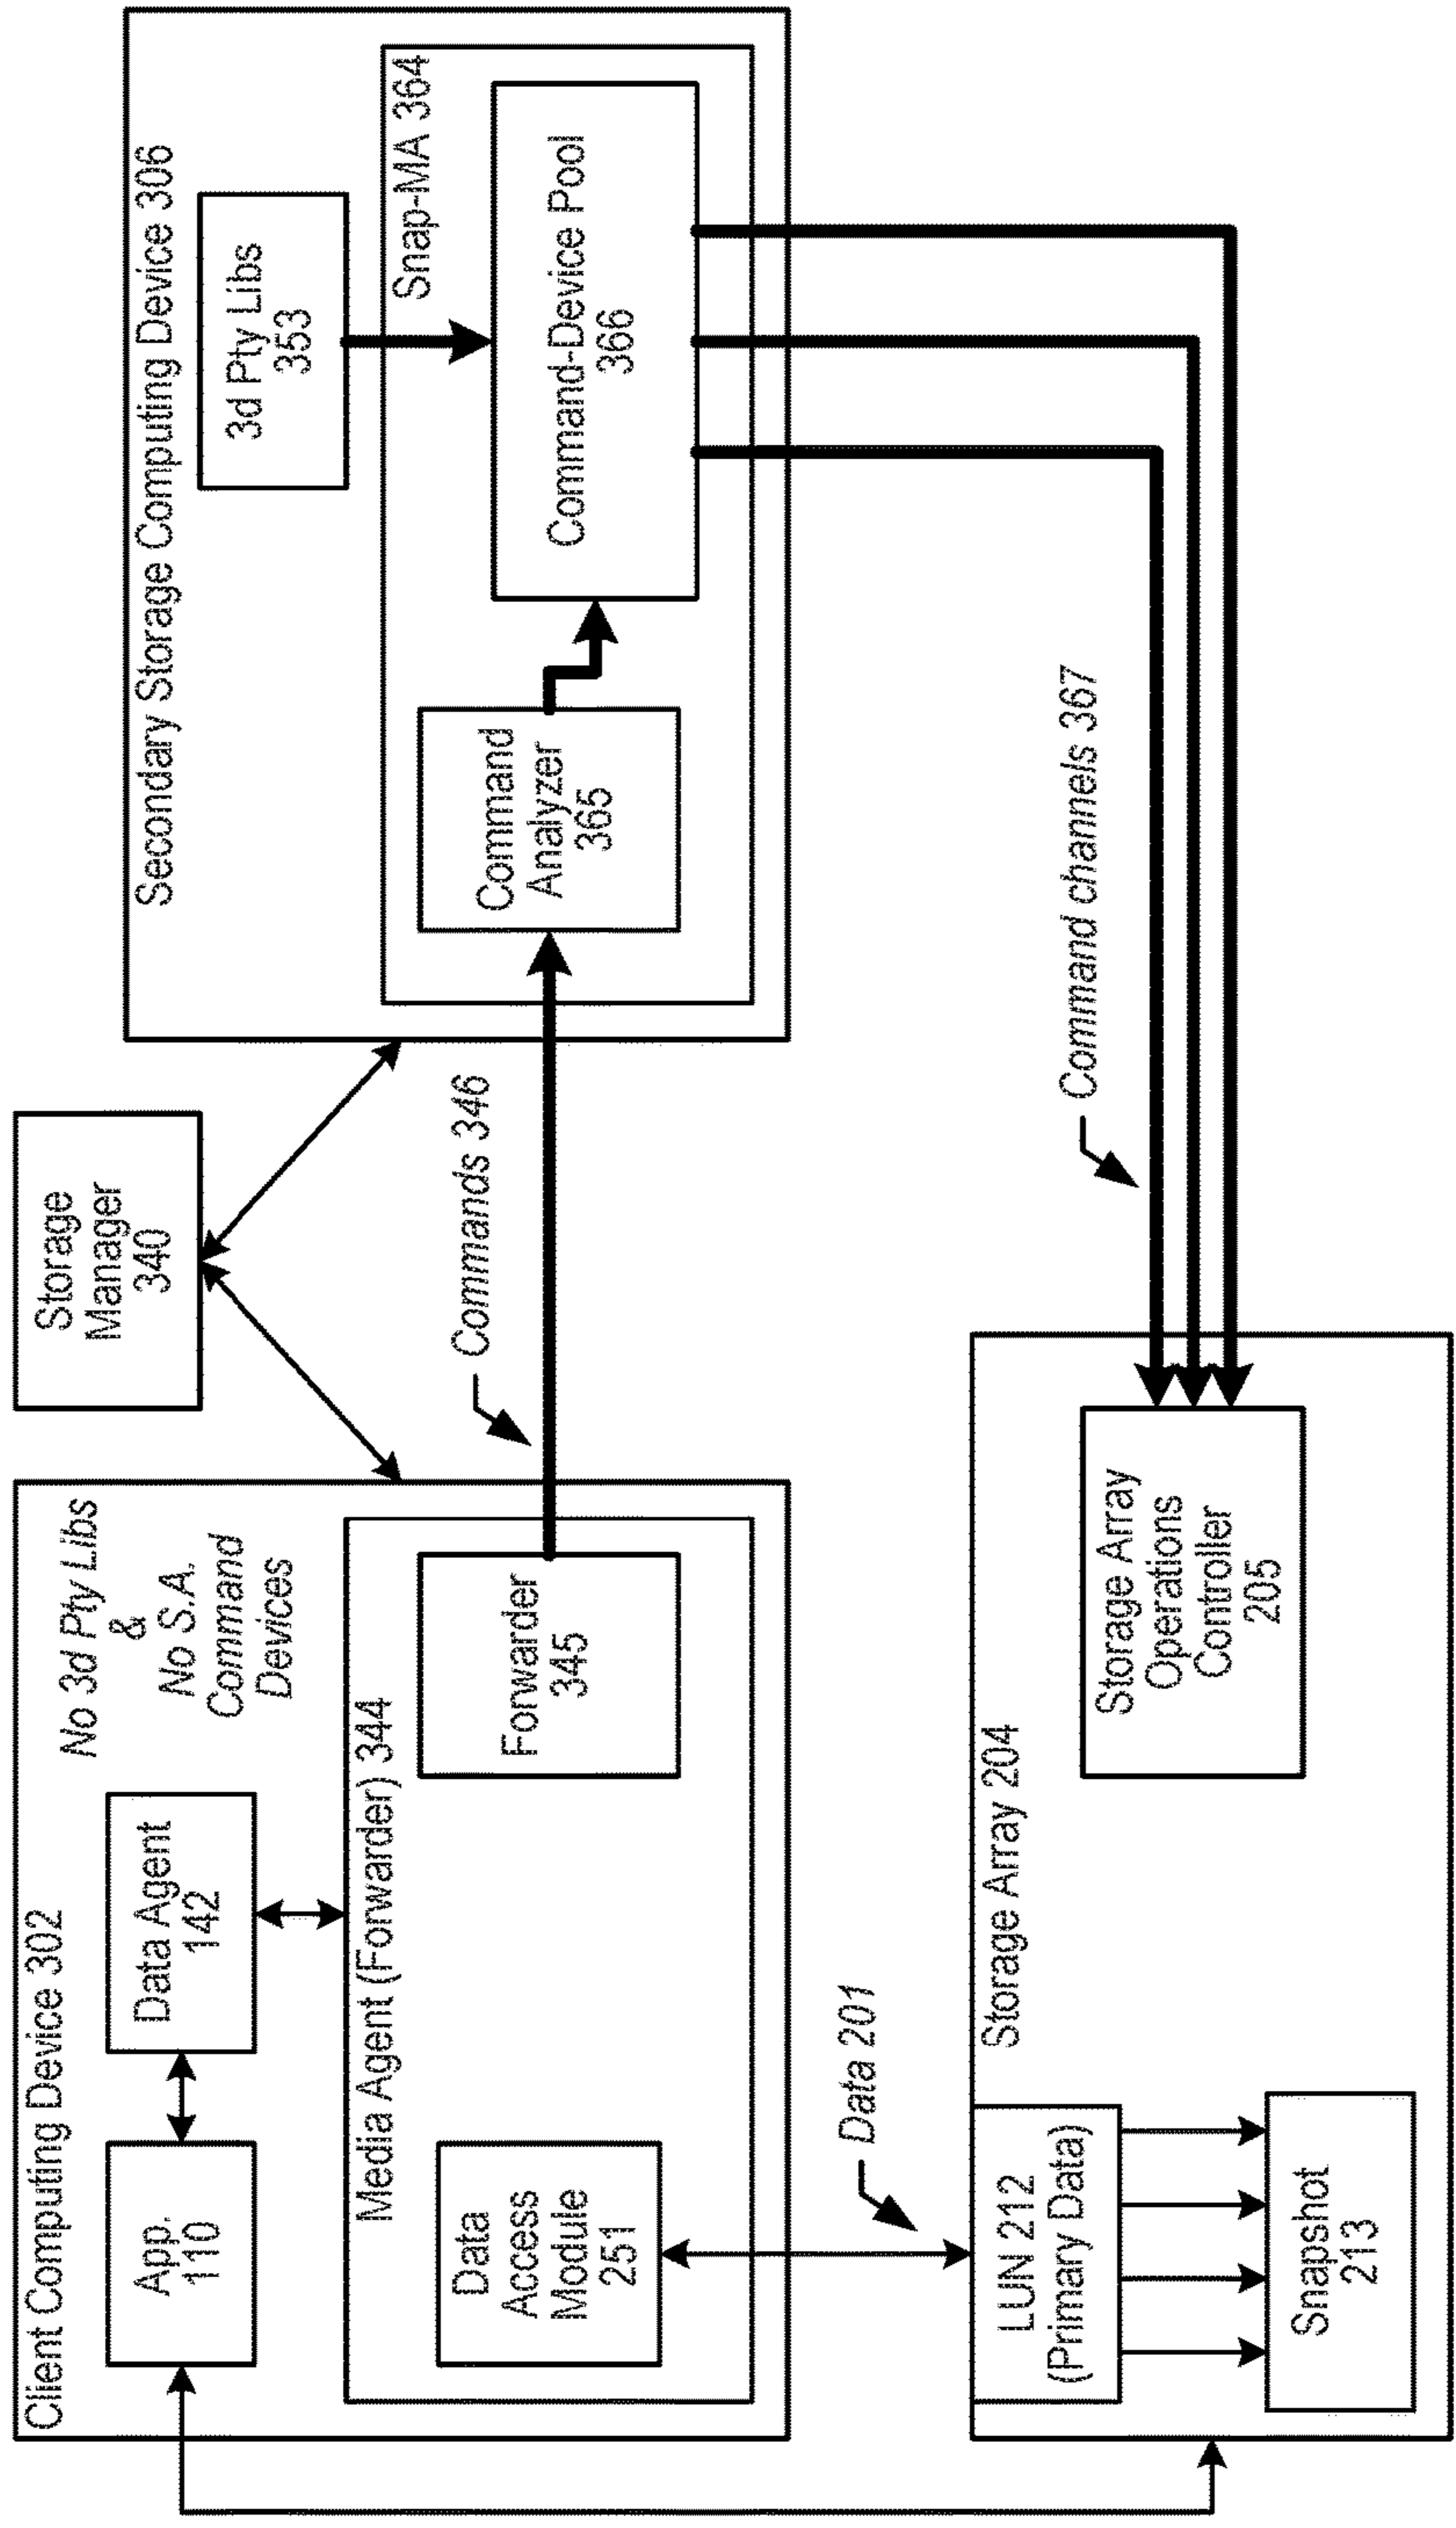 Client Computing Device 302
No 3d Pty Libs
&
No S.A.
Command
Devices
App.
110
Data Agent
142
Media Agent (Forwarder) 344
Data
Access
Module
251
Forwarder
345
Storage
Manager
340
Commands 346
Secondary Storage Computing Device 306
3d Pty Libs
353
Snap-MA 364
Command
Analyzer
365
Command-Device Pool
366
Data 201
Command channels 367
Storage Array 204
LUN 212
(Primary Data)
Snapshot
213
Storage Array
Operations
Controller
205